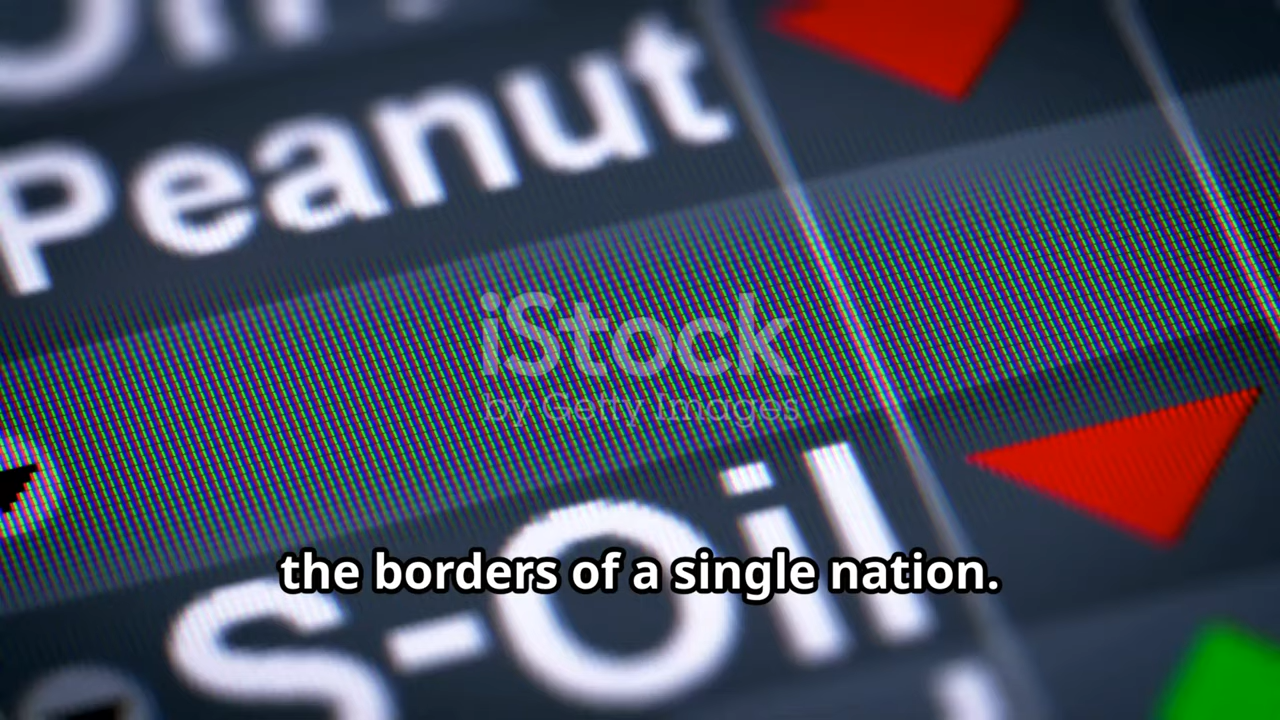 Peanut
iStock
by Getty Images
S-Oil
the borders of a single nation.